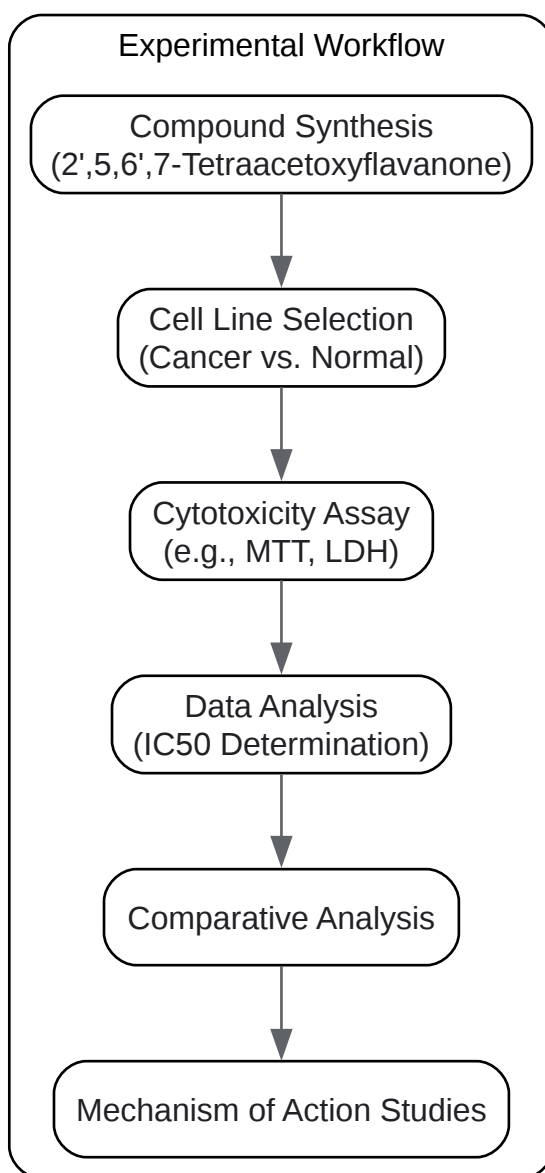 Experimental Workflow
Compound Synthesis
(2',5,6',7-Tetraacetoxyflavanone)
Cell Line Selection
(Cancer vs. Normal)
Cytotoxicity Assay
(e.g., MTT, LDH)
Data Analysis
(IC50 Determination)
Comparative Analysis
Mechanism of Action Studies